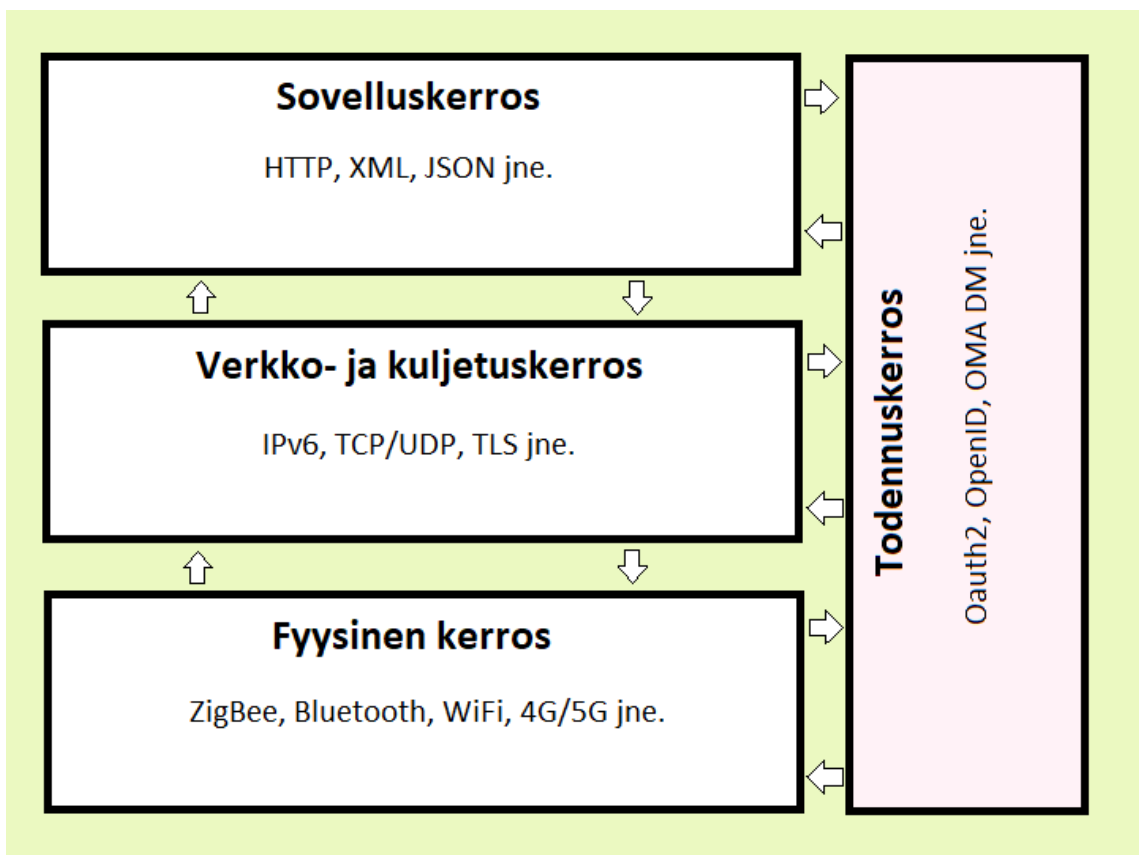 Sovelluskerros
HTTP, XML, JSON jne.
Verkko- ja kuljetuskerros
IPv6, TCP/UDP, TLS jne.
Fyysinen kerros
ZigBee, Bluetooth, WiFi, 4G/5G jne.
Todennuskerros
Oauth2, OpenID, OMA DM jne.